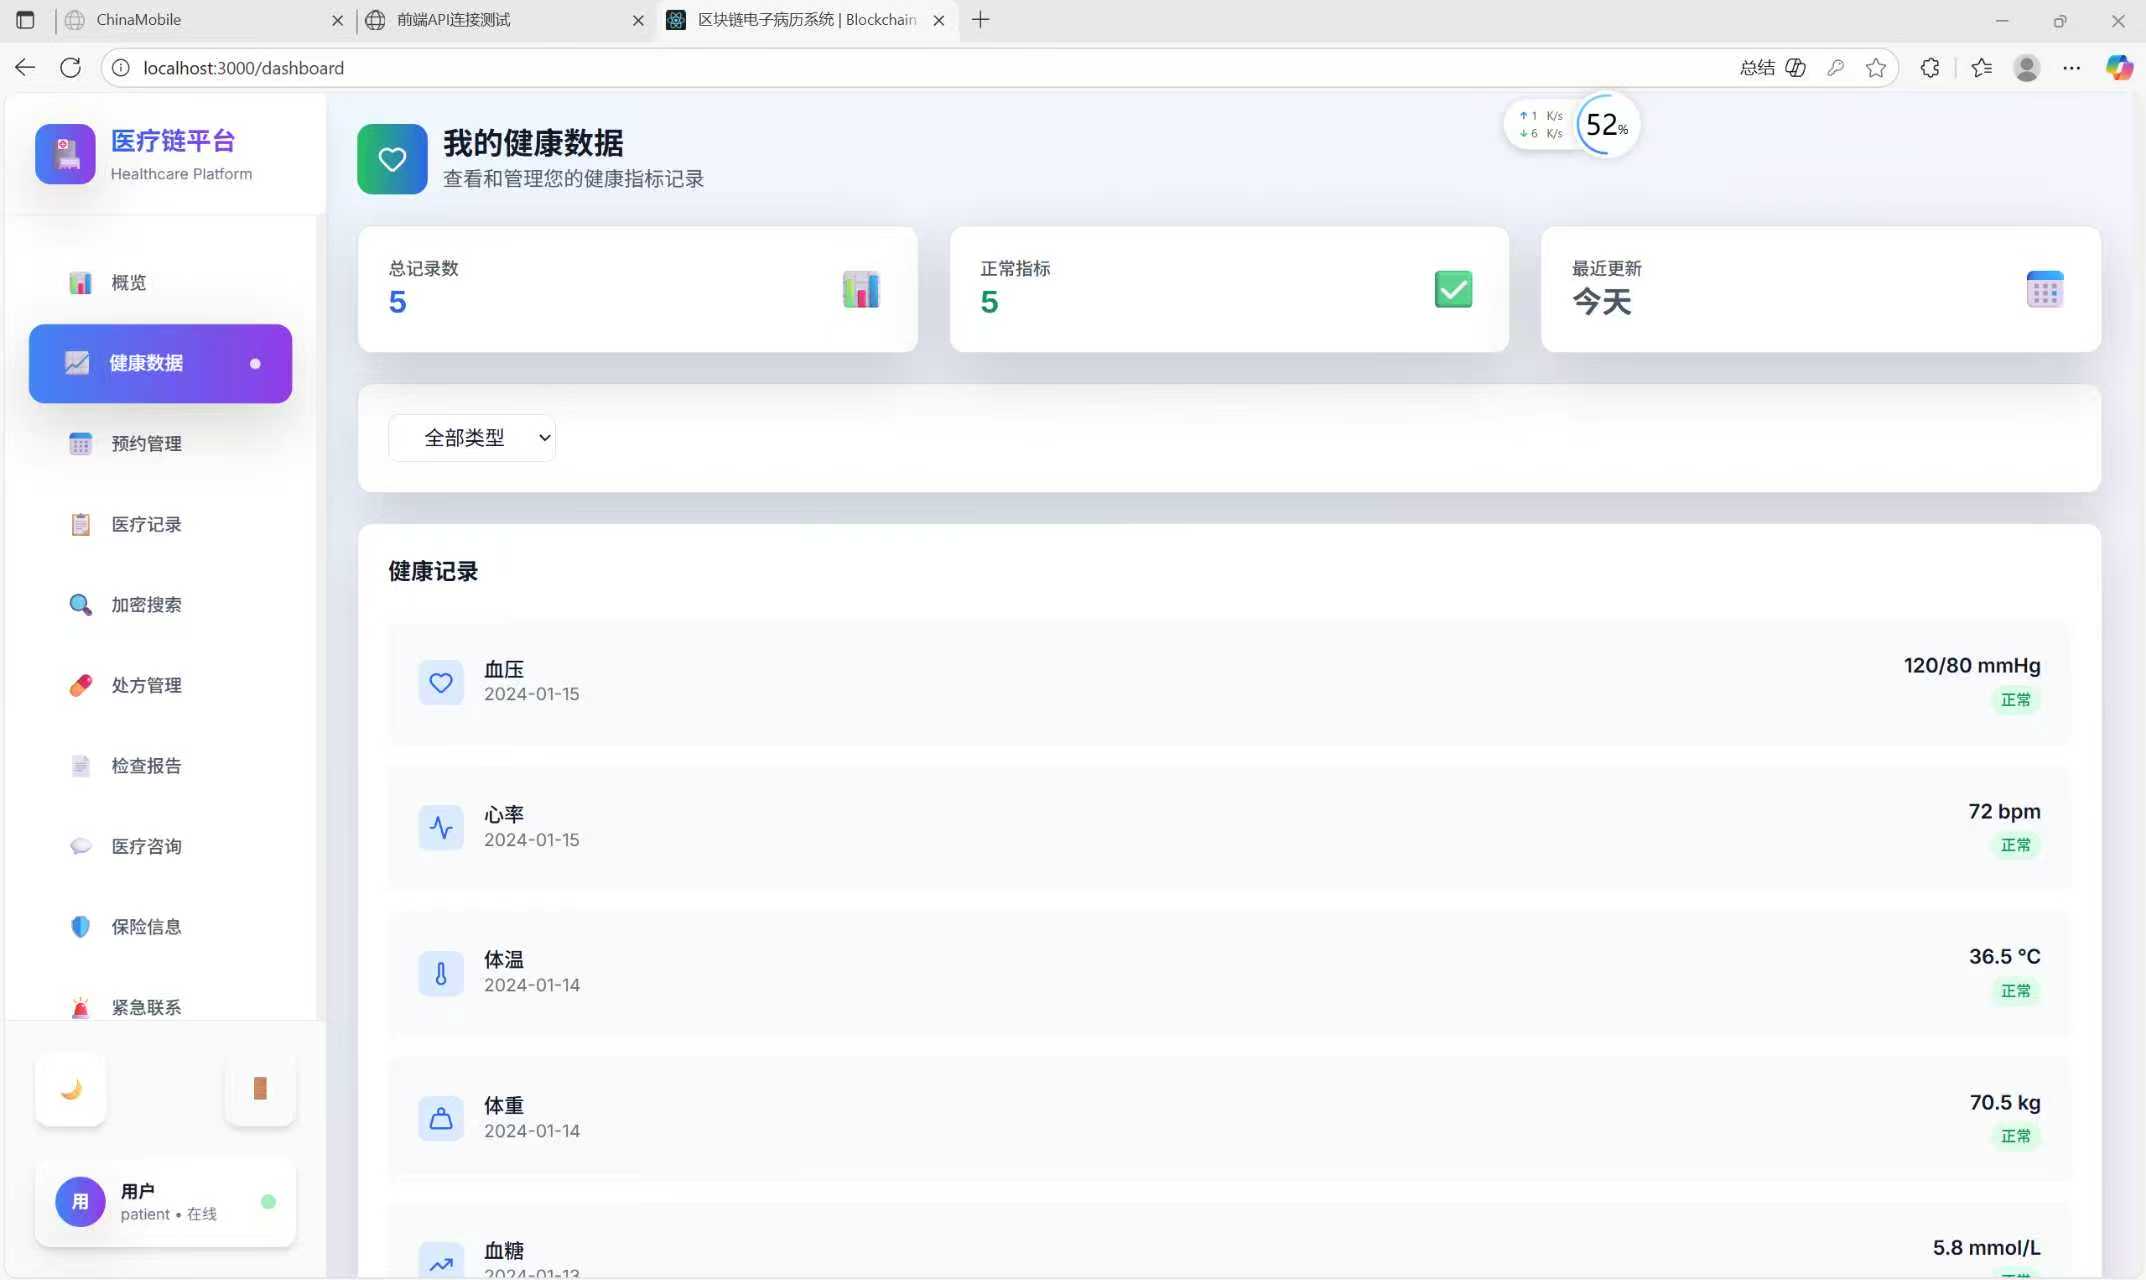 ChinaMobile
前端API连接测试
区块链电子病历系统 | Blockchain
localhost:3000/dashboard
总结
医疗链平台
Healthcare Platform
概览
健康数据
预约管理
医疗记录
加密搜索
处方管理
检查报告
医疗咨询
保险信息
紧急联系
用
用户
patient • 在线
我的健康数据
查看和管理您的健康指标记录
↑ 1 K/s
↓ 6 K/s
52%
总记录数
5
正常指标
5
最近更新
今天
全部类型
健康记录
血压
2024-01-15
120/80 mmHg
正常
心率
2024-01-15
72 bpm
正常
体温
2024-01-14
36.5 °C
正常
体重
2024-01-14
70.5 kg
正常
血糖
2024-01-13
5.8 mmol/L
正常